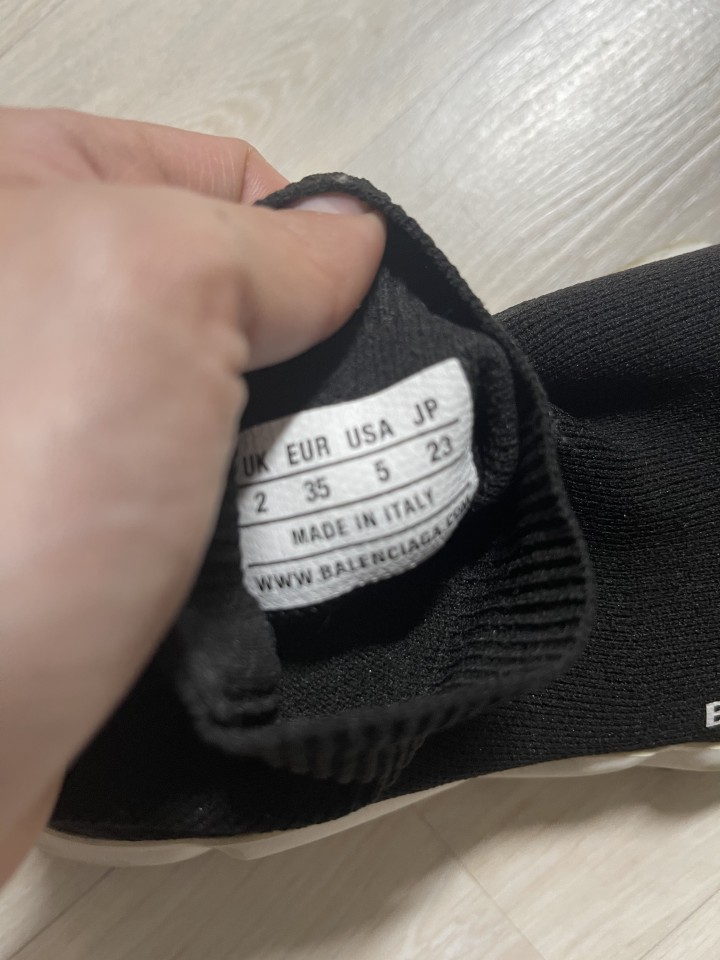 UK EUR USA JP
2 35 5 23
MADE IN ITALY
WWW.BALENCIAGA.COM